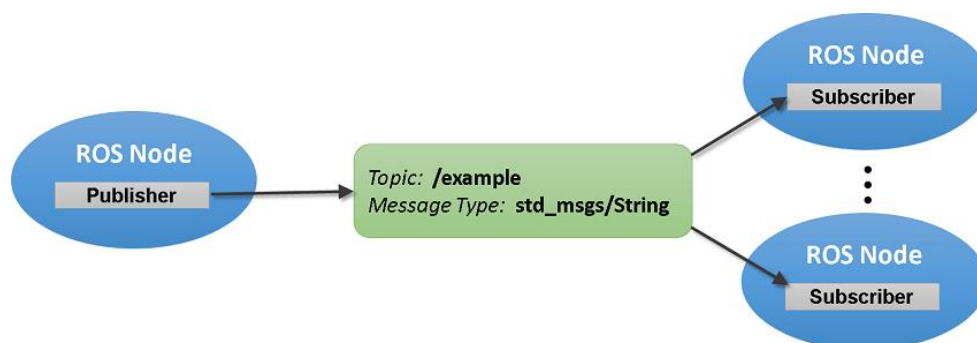 ROS Node
Publisher
Topic: /example
Message Type: std_msgs/String
ROS Node
Subscriber
ROS Node
Subscriber